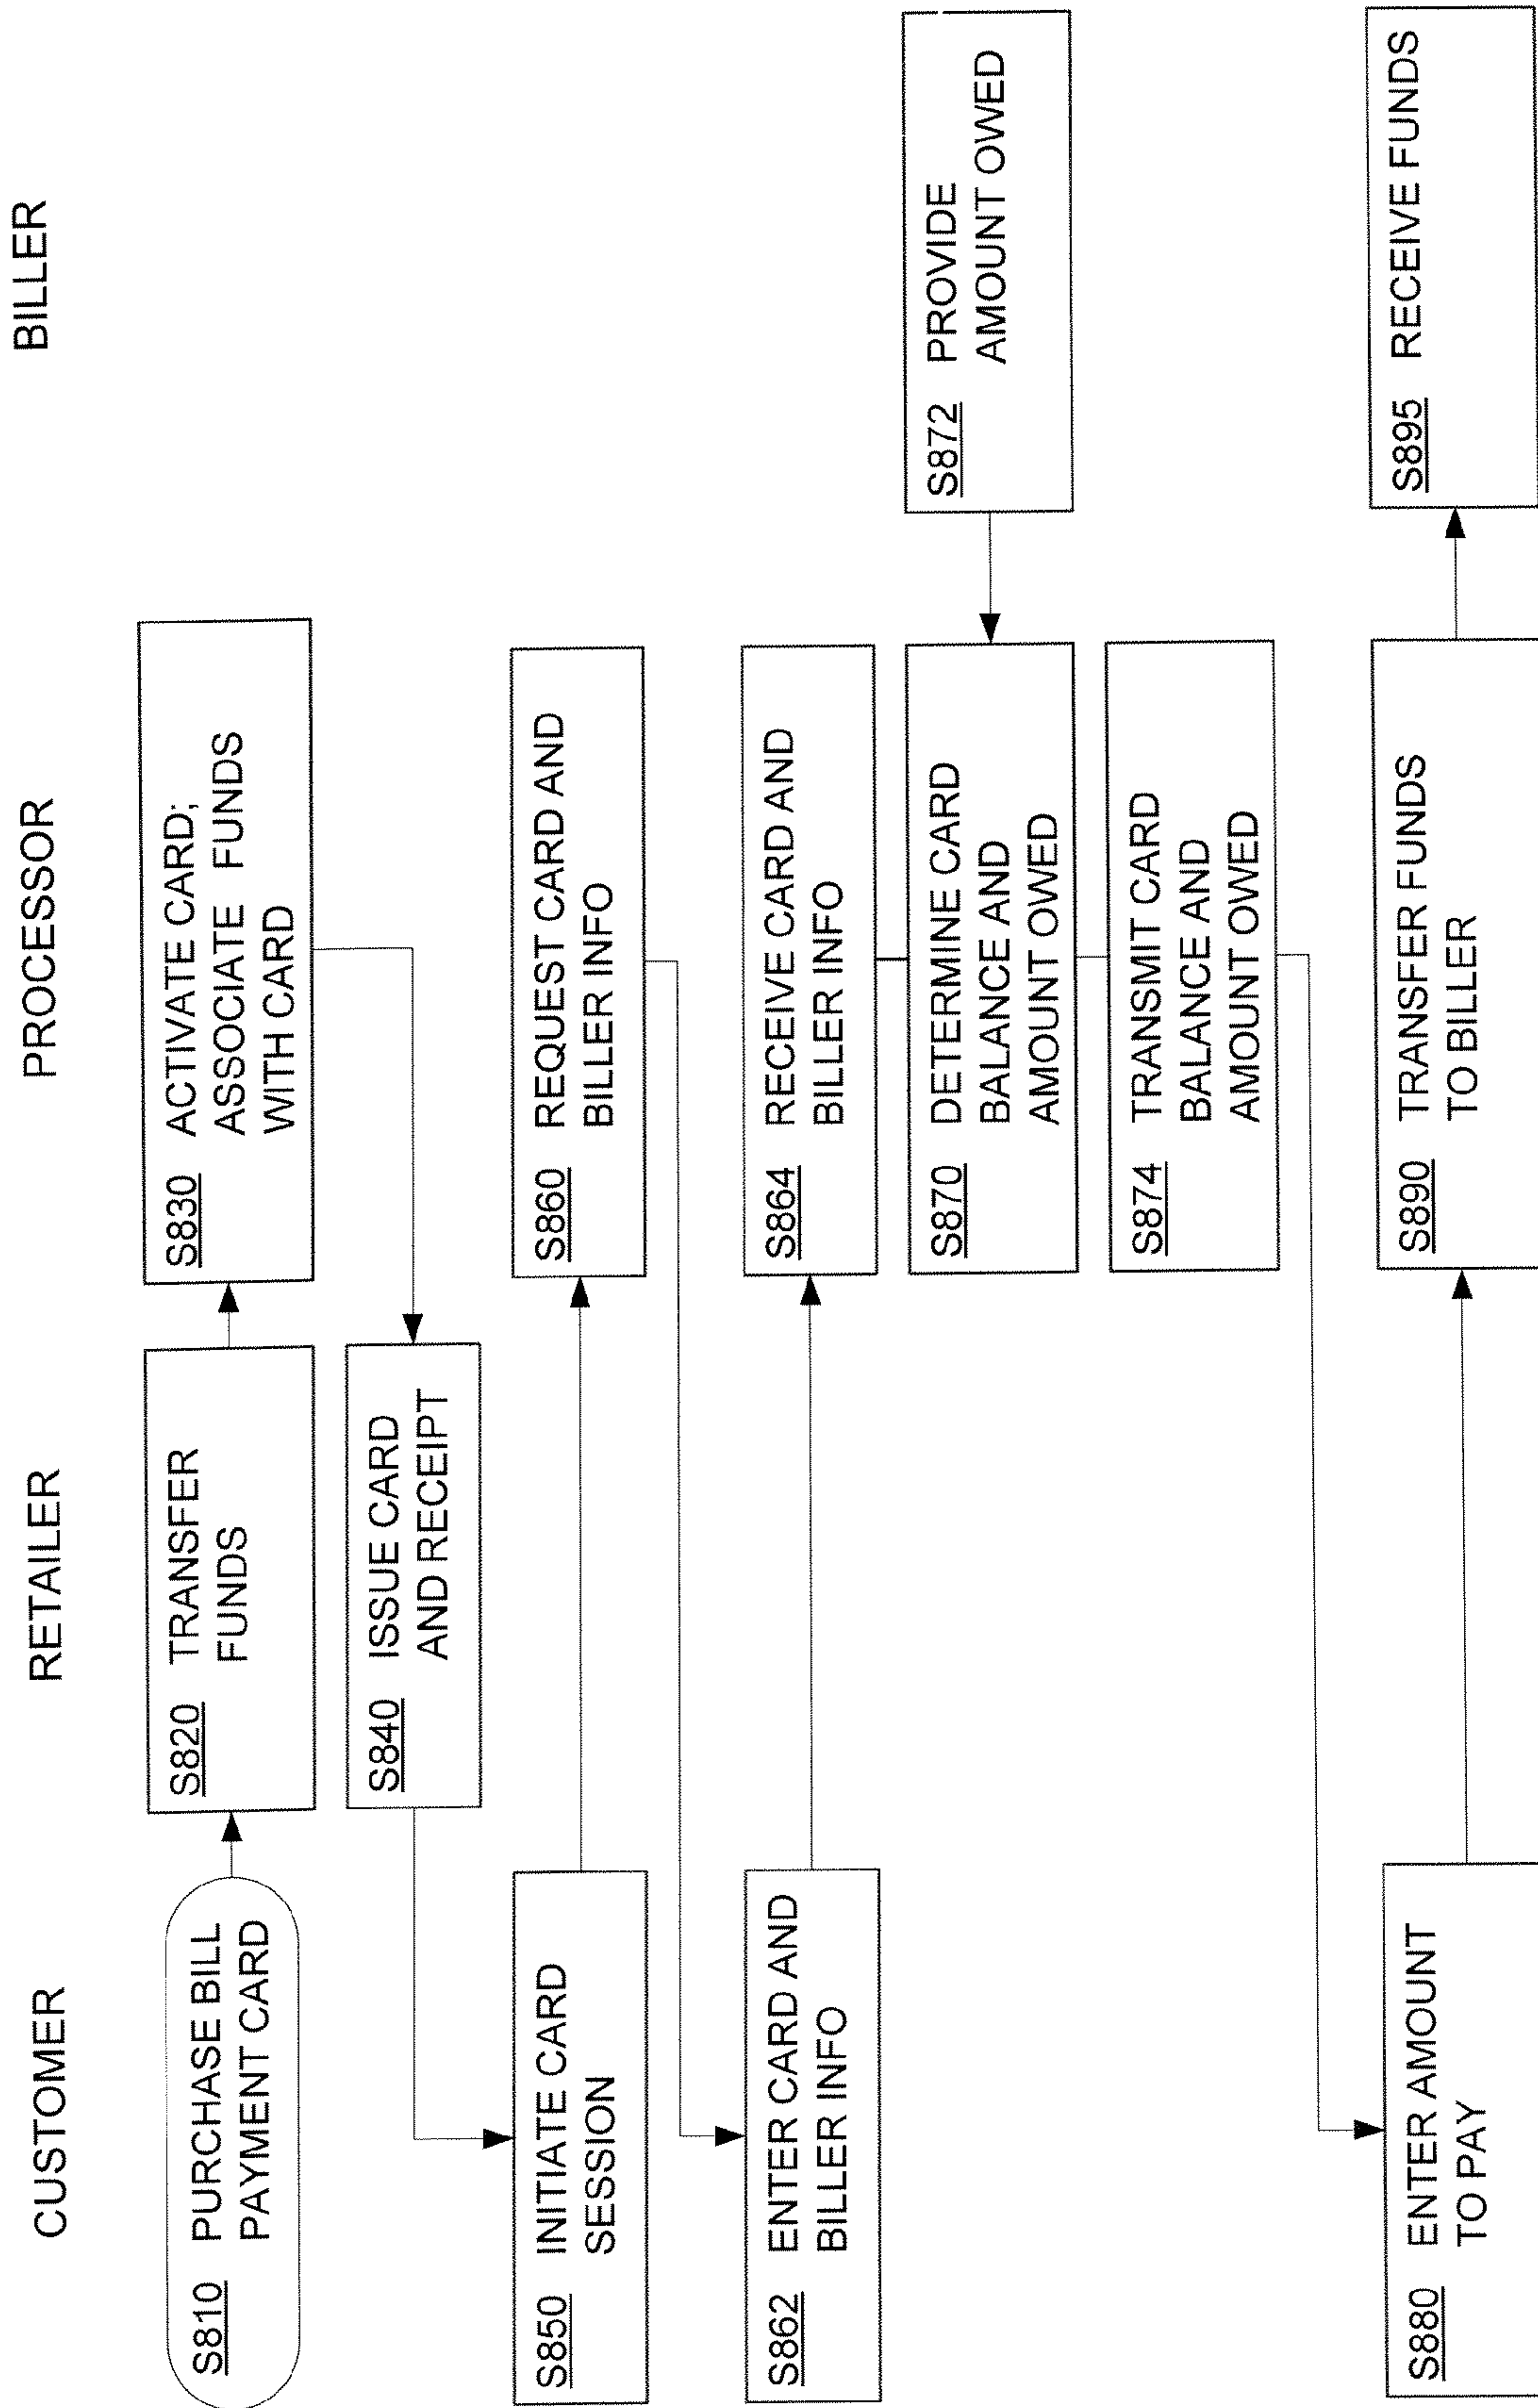 CUSTOMER
RETAILER
PROCESSOR
BILLER
S810 PURCHASE BILL
PAYMENT CARD
S820 TRANSFER
FUNDS
S830 ACTIVATE CARD;
ASSOCIATE FUNDS
WITH CARD
S840 ISSUE CARD
AND RECEIPT
S850 INITIATE CARD
SESSION
S860 REQUEST CARD AND
BILLER INFO
S862 ENTER CARD AND
BILLER INFO
S864 RECEIVE CARD AND
BILLER INFO
S870 DETERMINE CARD
BALANCE AND
AMOUNT OWED
S872 PROVIDE
AMOUNT OWED
S874 TRANSMIT CARD
BALANCE AND
AMOUNT OWED
S880 ENTER AMOUNT
TO PAY
S890 TRANSFER FUNDS
TO BILLER
S895 RECEIVE FUNDS